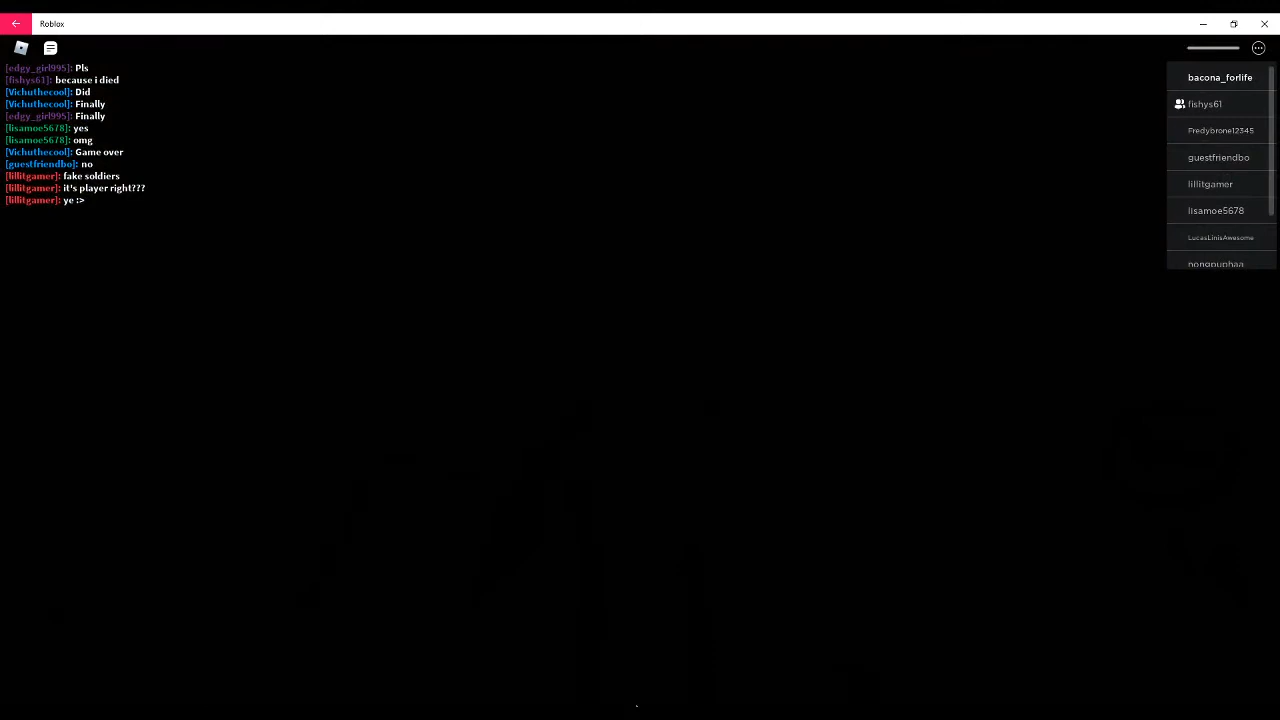 Roblox
[edgy_girl995]: Pls
[fishys61]: because i died
[Vichuthecool]: Did
[Vichuthecool]: Finally
[edgy_girl995]: Finally
[lisamoe5678]: yes
[lisamoe5678]: omg
[Vichuthecool]: Game over
[guestfriendbo]: no
[lillitgamer]: fake soldiers
[lillitgamer]: it's player right???
[lillitgamer]: ye :>
bacona_forlife
fishys61
Fredybrone12345
guestfriendbo
lillitgamer
lisamoe5678
LucasLinisAwesome
nongpuphaa